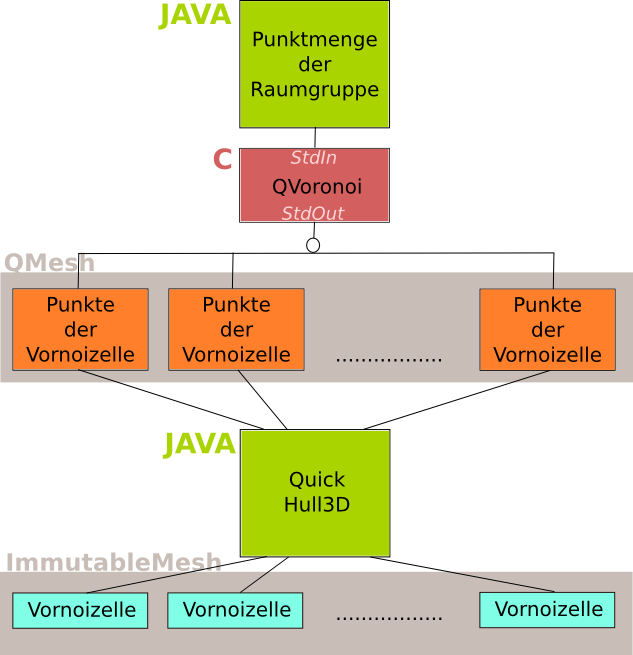 JAVA
Punktmenge
der
Raumgruppe
C
StdIn
QVoronoi
StdOut
QMesh
Punkte
der
Vornoizelle
Punkte
der
Vornoizelle
.................
Punkte
der
Vornoizelle
JAVA
Quick
Hull3D
ImmutableMesh
Vornoizelle
Vornoizelle
.................
Vornoizelle